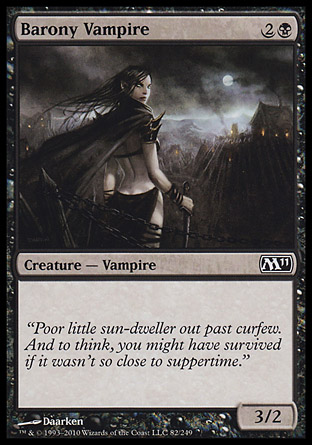 Barony Vampire 2
Creature — Vampire M11
“Poor little sun-dweller out past curfew.
And to think, you might have survived
if it wasn’t so close to suppertime.”
Daarken
™ & © 1993–2010 Wizards of the Coast LLC 82/249
3/2